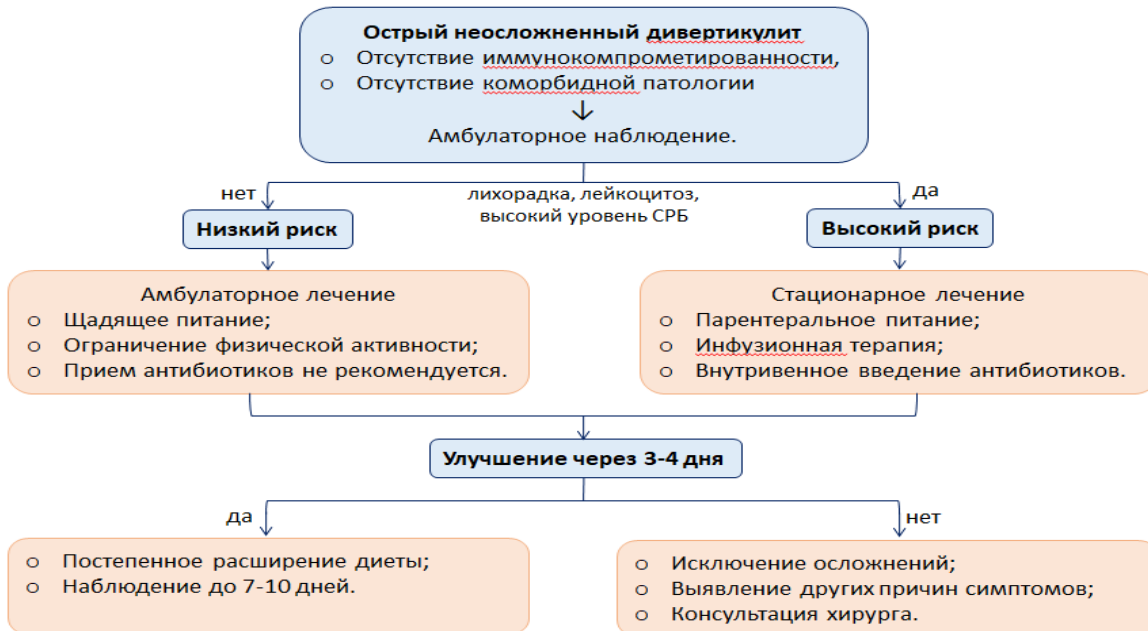 Острый неосложненный дивертикулит
o Отсутствие иммунокомпрометированности,
o Отсутствие коморбидной патологии
↓
Амбулаторное наблюдение.
нет
лихорадка, лейкоцитоз,
высокий уровень СРБ
да
Низкий риск
Высокий риск
Амбулаторное лечение
o Щадящее питание;
o Ограничение физической активности;
o Прием антибиотиков не рекомендуется.
Стационарное лечение
o Парентеральное питание;
o Инфузионная терапия;
o Внутривенное введение антибиотиков.
Улучшение через 3-4 дня
да
нет
o Постепенное расширение диеты;
o Наблюдение до 7-10 дней.
o Исключение осложнений;
o Выявление других причин симптомов;
o Консультация хирурга.